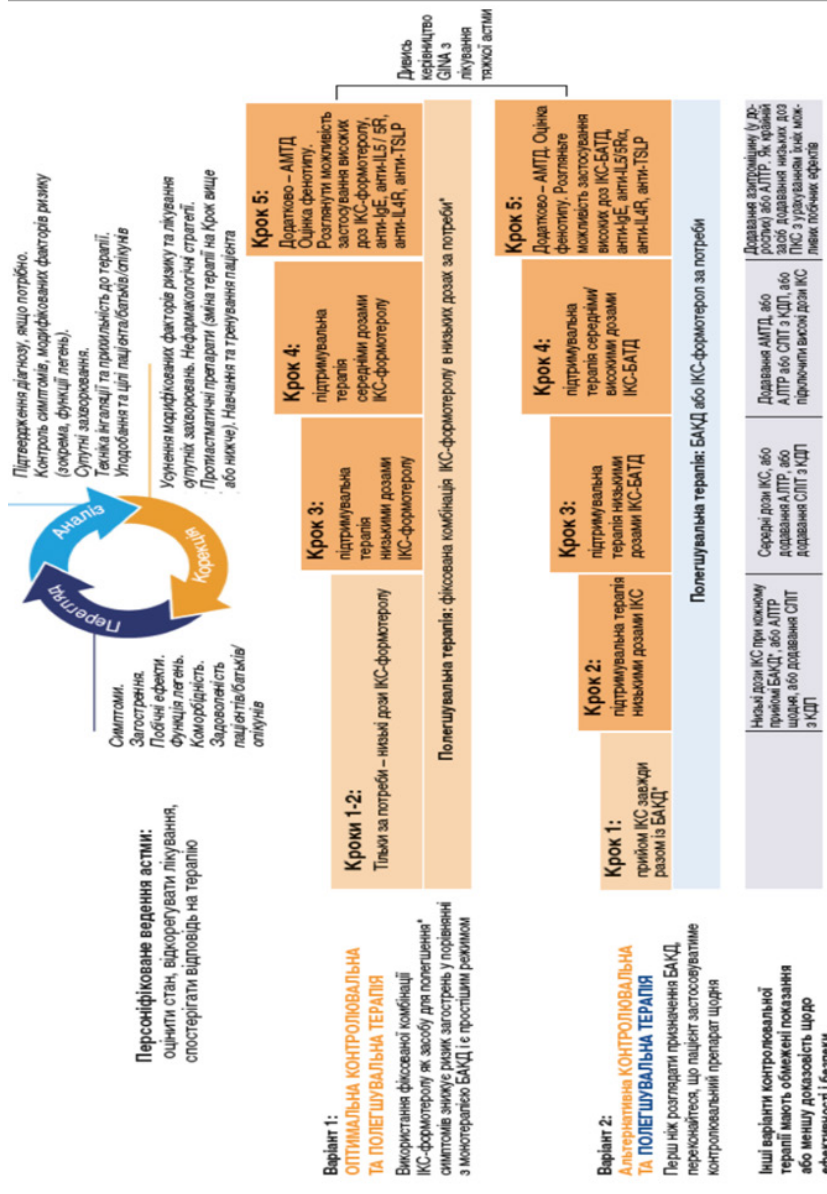 Персоніфіковане ведення астми:
оцінити стан, відкорегувати лікування,
спостерігати відповідь на терапію
Симптоми.
Загострення.
Побічні ефекти.
Функція легень.
Коморбідність.
Задоволеність
пацієнтів/батьків/
опікунів
Перегляд
Аналіз
Корекція
Підтвердження діагнозу, якщо потрібно.
Контроль симптомів, модифікованих факторів ризику
(зокрема, функції легень).
Супутні захворювання.
Техніка інгаляції та прихильність до терапії.
Уподобання та цілі пацієнта/батьків/опікунів
Усунення модифікованих факторів ризику та лікування
супутніх захворювань. Нефармакологічні стратегії.
Протиастматичні препарати (зміна терапії на Крок вище
або нижче). Навчання та тренування пацієнта
Варіант 1:
ОПТИМАЛЬНА КОНТРОЛЮВАЛЬНА
ТА ПОЛЕГШУВАЛЬНА ТЕРАПІЯ
Використання фіксованої комбінації
ІКС-формотеролу як засобу для полегшення*
симптомів знижує ризик загострень у порівнянні
з монотерапією БАКД і є простішим режимом
Кроки 1-2:
Тільки за потреби – низькі дози ІКС-формотеролу
Крок 3:
підтримувальна
терапія
низькими дозами
ІКС-формотеролу
Крок 4:
підтримувальна
терапія
середніми дозами
ІКС-формотеролу
Крок 5:
Додатково – АМТД
Оцінка фенотипу.
Розглянути можливість
застосування високих
доз ІКС-формотеролу,
анти-IgE, анти-IL5 / 5R,
анти-IL4R, анти-TSLP
Полегшувальна терапія: фіксована комбінація ІКС-формотеролу в низьких дозах за потреби*
Дивись
керівництво
GINA з
лікування
тяжкої астми
Варіант 2:
Альтернативна КОНТРОЛЮВАЛЬНА
ТА ПОЛЕГШУВАЛЬНА ТЕРАПІЯ
Перш ніж розглядати призначення БАКД,
переконайтеся, що пацієнт застосовуватиме
контролювальний препарат щодня
Крок 1:
прийом ІКС завжди
разом із БАКД*
Крок 2:
підтримувальна терапія
низькими дозами ІКС
Крок 3:
підтримувальна
терапія низькими
дозами ІКС-БАТД
Крок 4:
підтримувальна
терапія середніми/
високими дозами
ІКС-БАТД
Крок 5:
Додатково – АМТД. Оцінка
фенотипу. Розгляньте
можливість застосування
високих доз ІКС-БАТД,
анти-IgE, анти-IL5/5Rα,
анти-IL4R, анти-TSLP
Полегшувальна терапія: БАКД або ІКС-формотерол за потреби
Інші варіанти контролювальної
терапії мають обмежені показання
або меншу доказовість щодо
ефективності і безпеки
Низькі дози ІКС при кожному
прийомі БАКД*, або АЛТР
щодня, або додавання СЛІТ
з КДП
Середні дози ІКС, або
додавання АЛТР, або
додавання СЛІТ з КДП
Додавання АМТД, або
АЛТР або СЛІТ з КДП, або
підключити висок дози ІКС
Додавання азитроміцину (у до-
рослих) або АЛТР. Як крайній
засіб додавання низьких доз
ПКС з урахуванням їхніх мож-
ливих побічних ефектів